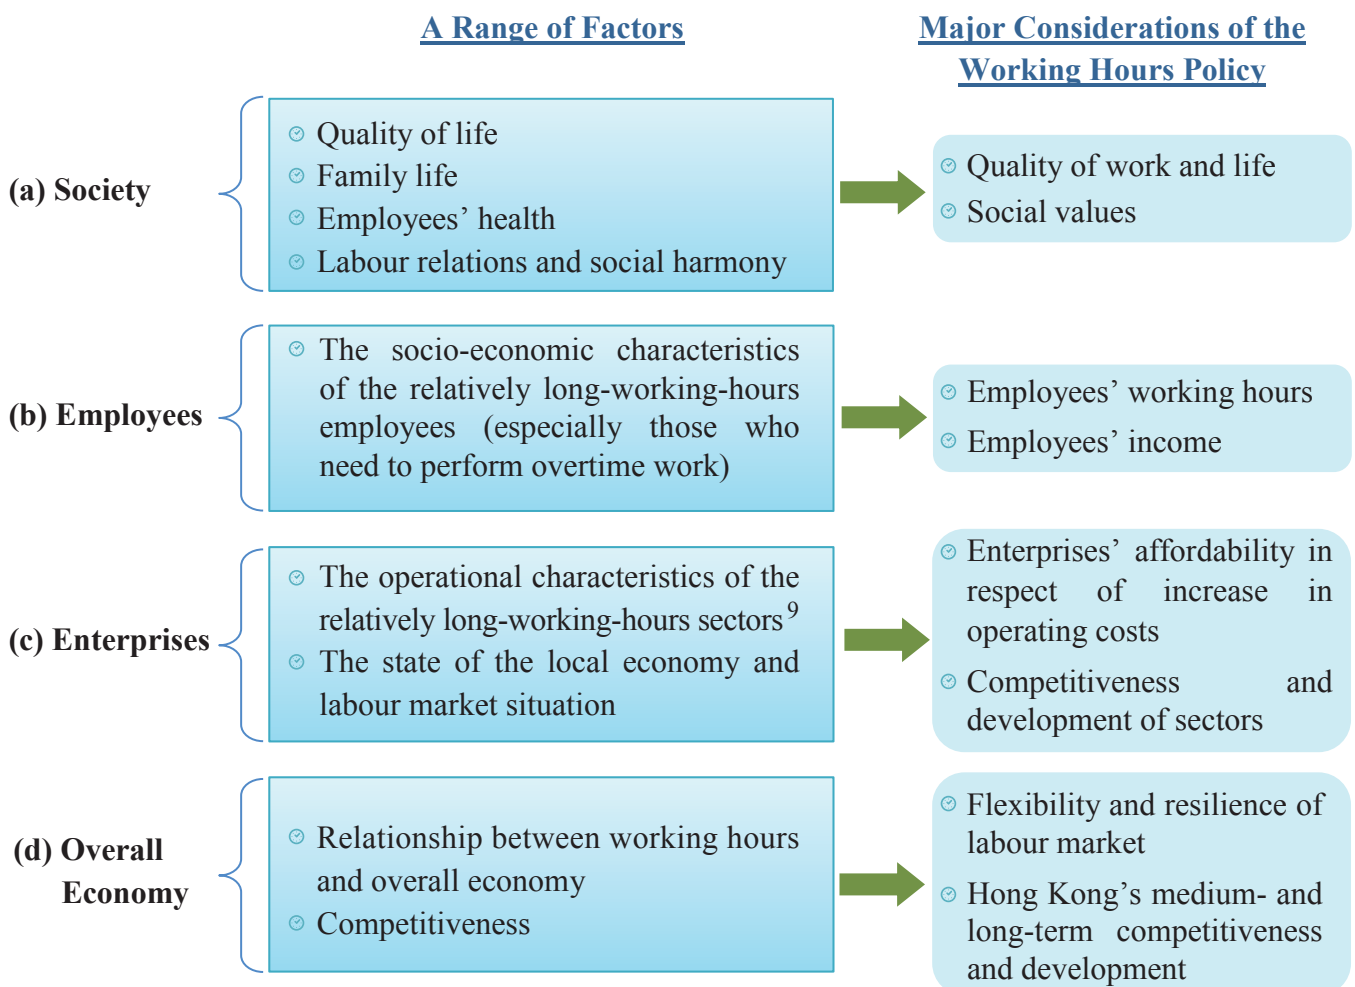 A Range of Factors
Major Considerations of the
Working Hours Policy
(a) Society
Quality of life
Family life
Employees’ health
Labour relations and social harmony
Quality of work and life
Social values
(b) Employees
The socio-economic characteristics
of the relatively long-working-hours
employees (especially those who
need to perform overtime work)
Employees’ working hours
Employees’ income
(c) Enterprises
The operational characteristics of the
relatively long-working-hours sectors9
The state of the local economy and
labour market situation
Enterprises’ affordability in
respect of increase in
operating costs
Competitiveness and
development of sectors
(d) Overall
Economy
Relationship between working hours
and overall economy
Competitiveness
Flexibility and resilience of
labour market
Hong Kong’s medium- and
long-term competitiveness
and development